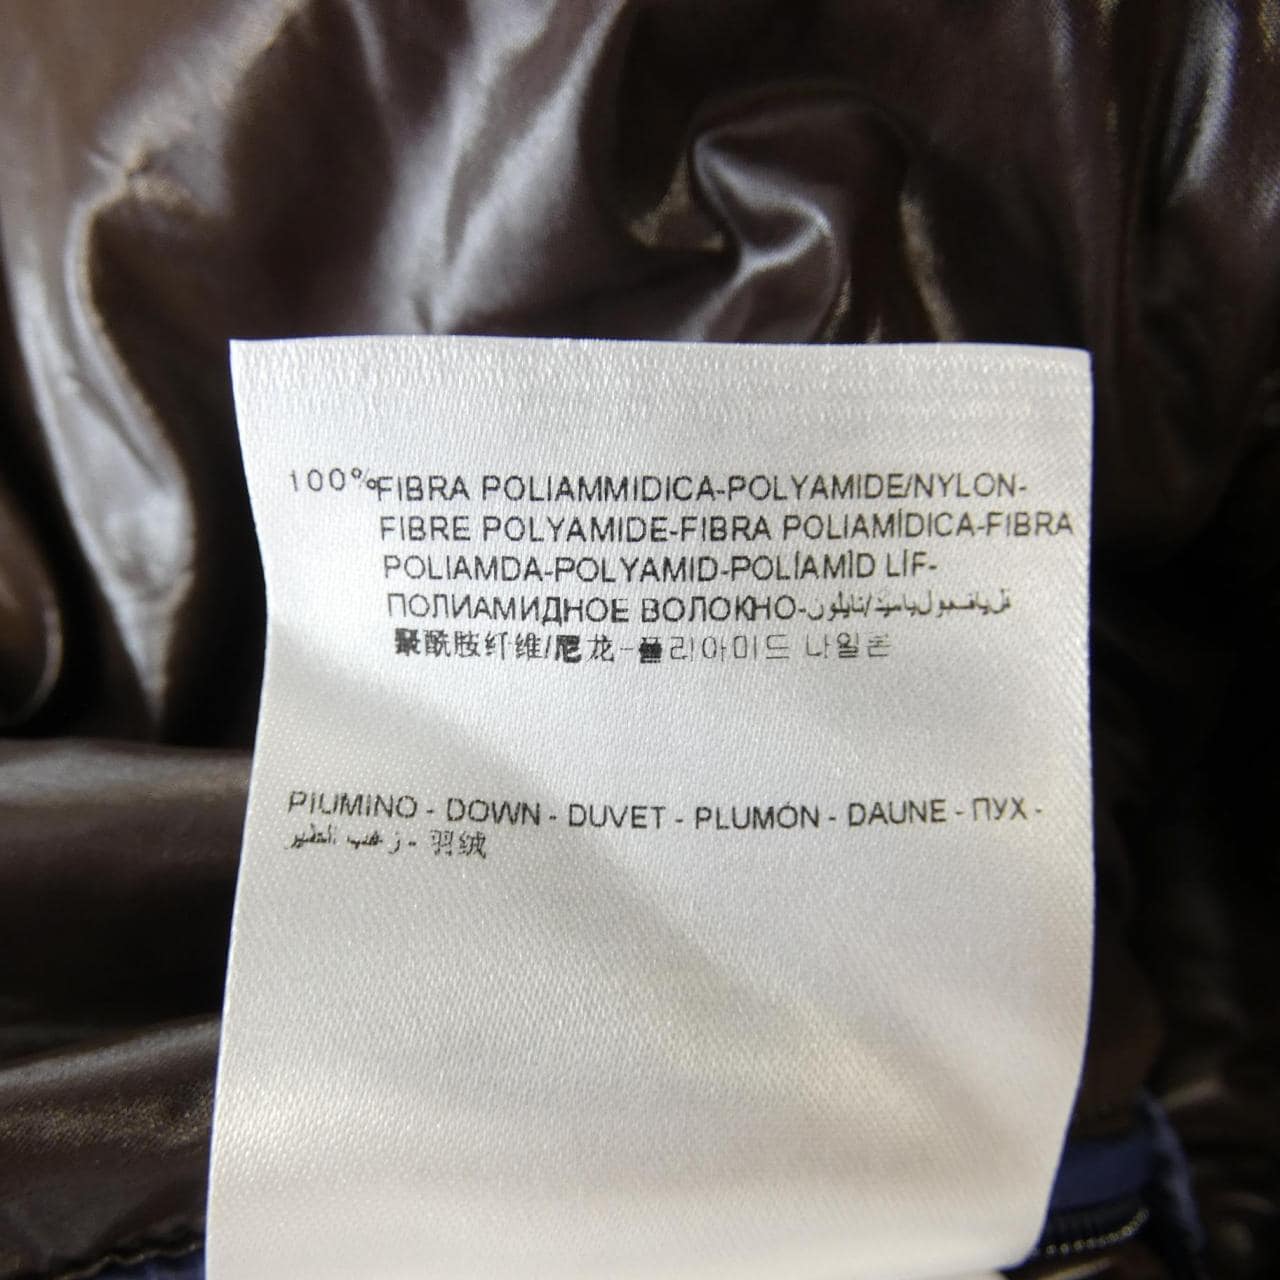 100% FIBRA POLIAMMIDICA-POLYAMIDE/NYLON-
FIBRE POLYAMIDE-FIBRA POLIAMÍDICA-FIBRA
POLIAMDA-POLYAMID-POLİAMİD LİF-
ПОЛИАМИДНОЕ ВОЛОКНО-
聚酰胺纤维/尼龙-폴리아미드 나일론
PIUMINO - DOWN - DUVET - PLUMÓN - DAUNE - ПУХ -
- 羽绒